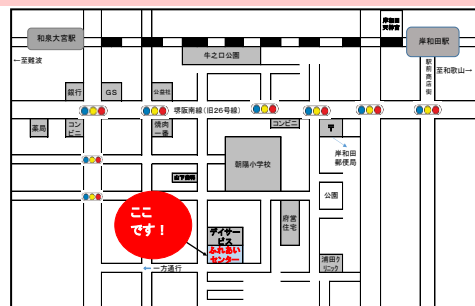 岸和田
天神宮
和泉大宮駅
岸和田駅
牛之口公園
←至難波
至和歌山→
駅前商店街
銀行
GS
公益社
堺阪南線(旧26号線)
薬局
コン
ビニ
焼肉
一番
コンビニ
〒
岸和田
郵便局
朝陽小学校
公園
ここ
です!
府営
住宅
デイサー
ビス
ふれあい
センター
浦田ク
リニック
←一方通行